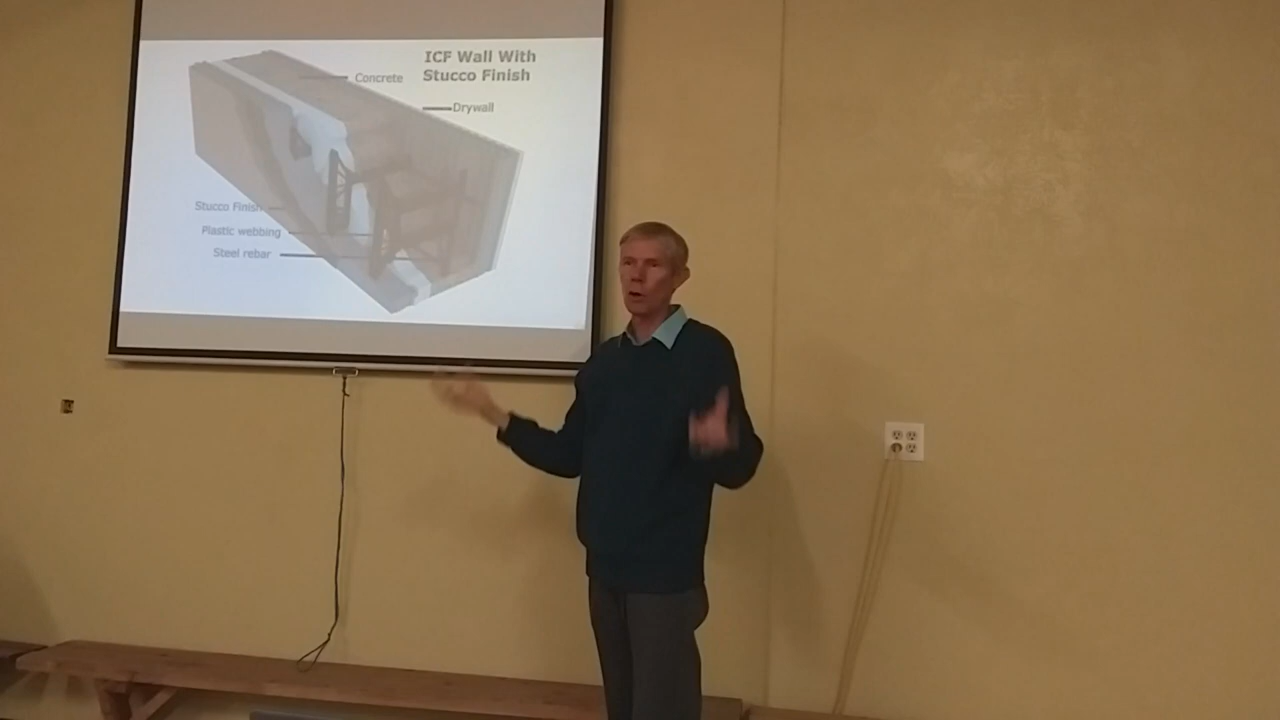 ICF Wall With
Stucco Finish
Concrete
Drywall
Stucco Finish
Plastic webbing
Steel rebar